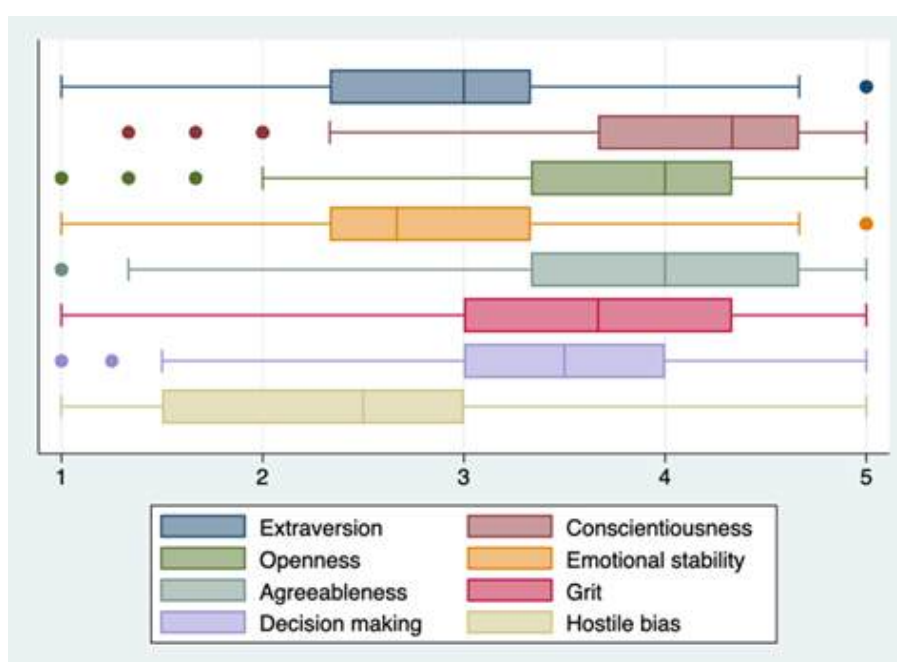 1 2 3 4 5
Extraversion Conscientiousness
Openness Emotional stability
Agreeableness Grit
Decision making Hostile bias